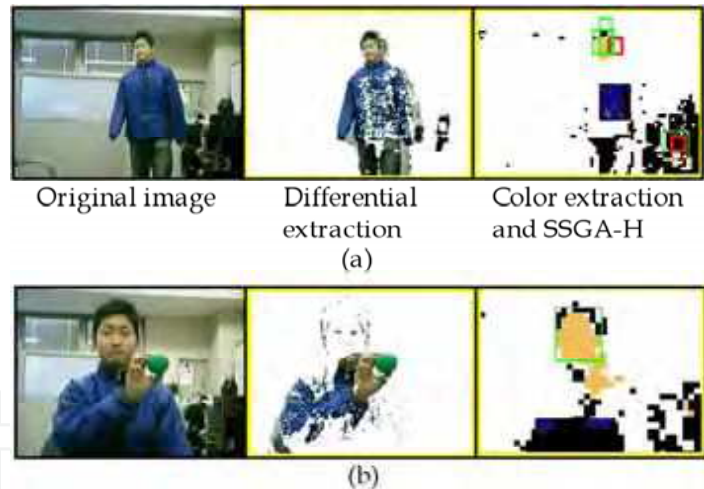 Original image
Differential
extraction
Color extraction
and SSGA-H
(a)
(b)